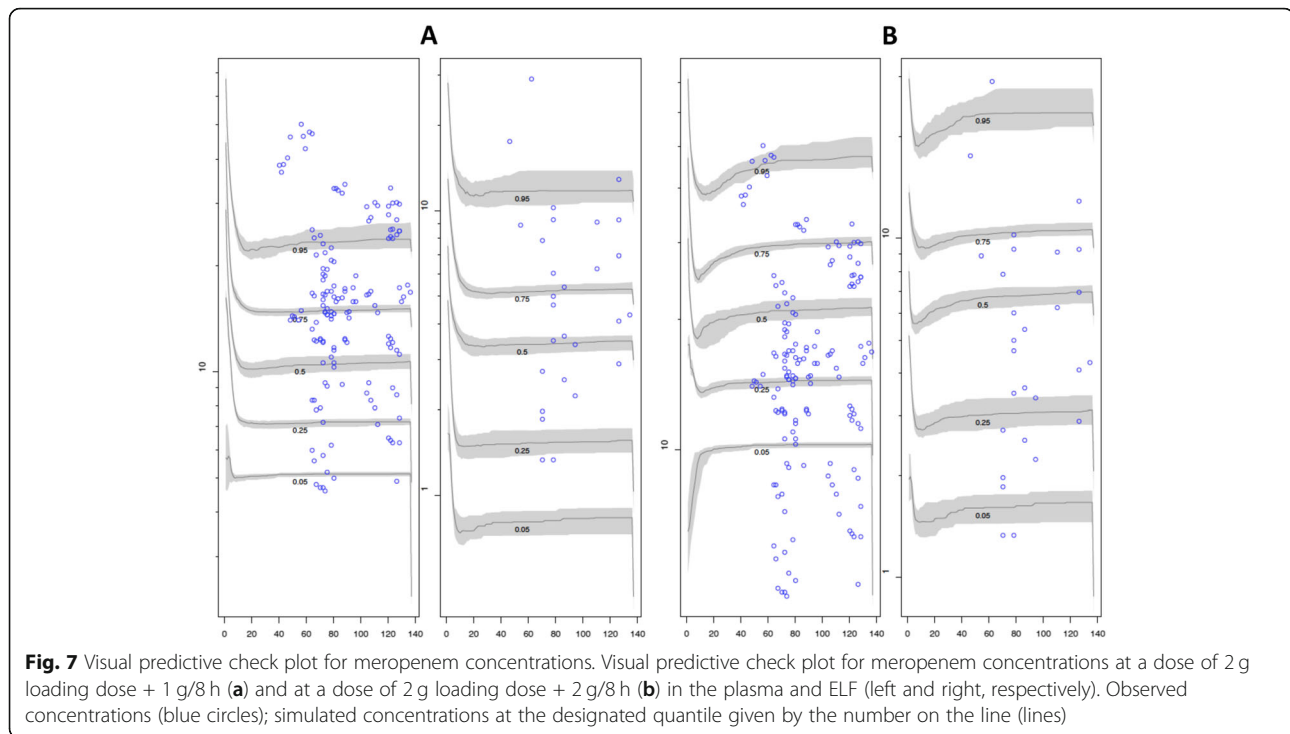 A
B
10
0.95
0.75
0.5
0.25
0.05
0 20 40 60 80 100 120 140
10
1
0.95
0.75
0.5
0.25
0.05
0 20 40 60 80 100 120 140
10
0.95
0.75
0.5
0.25
0.05
0 20 40 60 80 100 120 140
10
1
0.95
0.75
0.5
0.25
0.05
0 20 40 60 80 100 120 140
Fig. 7 Visual predictive check plot for meropenem concentrations. Visual predictive check plot for meropenem concentrations at a dose of 2 g
loading dose + 1 g/8 h (a) and at a dose of 2 g loading dose + 2 g/8 h (b) in the plasma and ELF (left and right, respectively). Observed
concentrations (blue circles); simulated concentrations at the designated quantile given by the number on the line (lines)